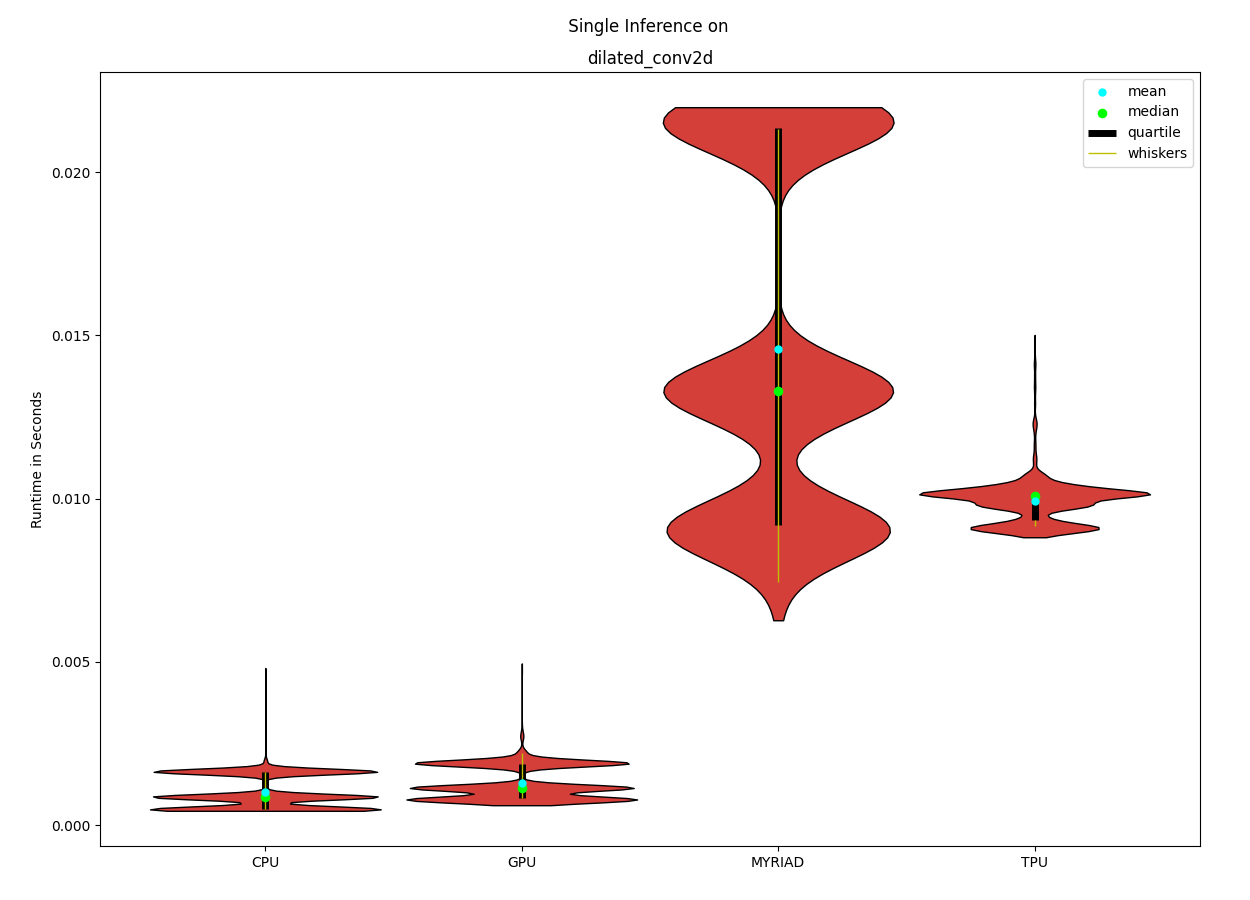 Single Inference on
dilated_conv2d
mean
median
quartile
whiskers
Runtime in Seconds
0.020
0.015
0.010
0.005
0.000
CPU GPU MYRIAD TPU